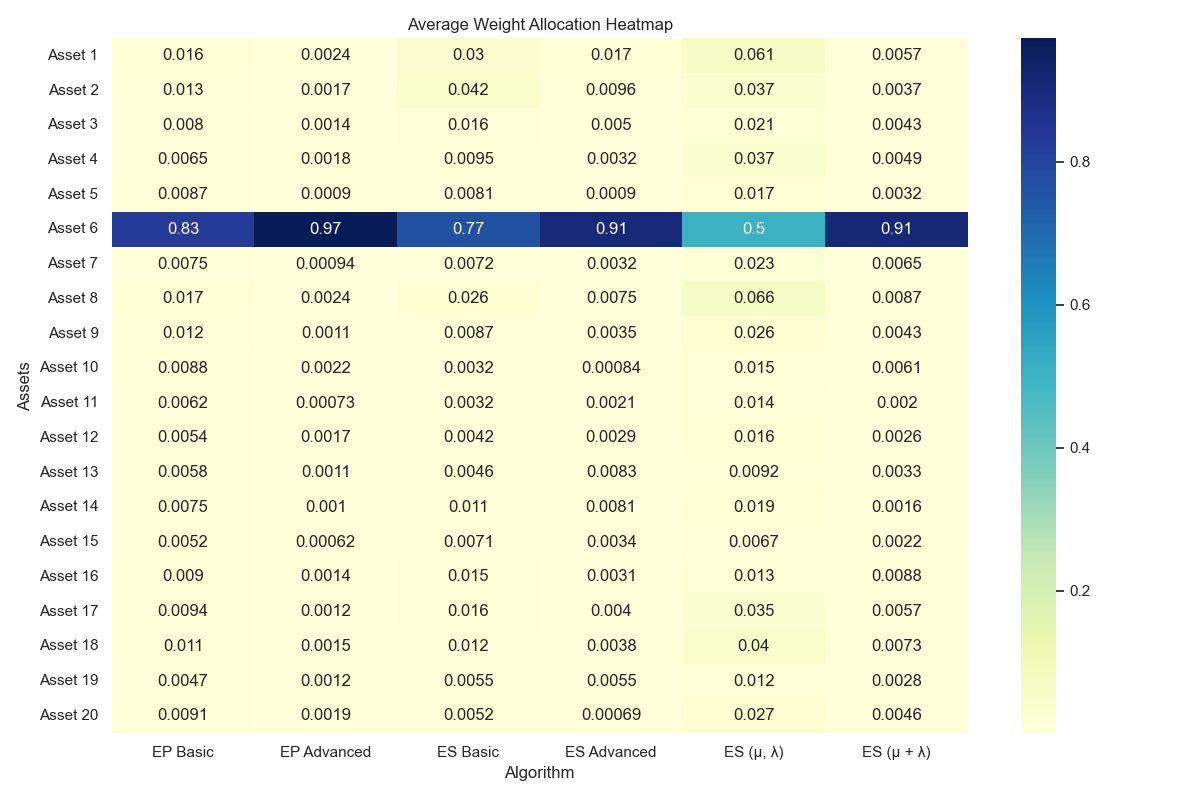 Average Weight Allocation Heatmap
Asset 1 0.016 0.0024 0.03 0.017 0.061 0.0057
Asset 2 0.013 0.0017 0.042 0.0096 0.037 0.0037
Asset 3 0.008 0.0014 0.016 0.005 0.021 0.0043
Asset 4 0.0065 0.0018 0.0095 0.0032 0.037 0.0049
Asset 5 0.0087 0.0009 0.0081 0.0009 0.017 0.0032
Asset 6 0.83 0.97 0.77 0.91 0.5 0.91
Asset 7 0.0075 0.00094 0.0072 0.0032 0.023 0.0065
Asset 8 0.017 0.0024 0.026 0.0075 0.066 0.0087
Asset 9 0.012 0.0011 0.0087 0.0035 0.026 0.0043
Asset 10 0.0088 0.0022 0.0032 0.00084 0.015 0.0061
Asset 11 0.0062 0.00073 0.0032 0.0021 0.014 0.002
Asset 12 0.0054 0.0017 0.0042 0.0029 0.016 0.0026
Asset 13 0.0058 0.0011 0.0046 0.0083 0.0092 0.0033
Asset 14 0.0075 0.001 0.011 0.0081 0.019 0.0016
Asset 15 0.0052 0.00062 0.0071 0.0034 0.0067 0.0022
Asset 16 0.009 0.0014 0.015 0.0031 0.013 0.0088
Asset 17 0.0094 0.0012 0.016 0.004 0.035 0.0057
Asset 18 0.011 0.0015 0.012 0.0038 0.04 0.0073
Asset 19 0.0047 0.0012 0.0055 0.0055 0.012 0.0028
Asset 20 0.0091 0.0019 0.0052 0.00069 0.027 0.0046
EP Basic EP Advanced ES Basic ES Advanced ES (μ, λ) ES (μ + λ)
Algorithm
Assets
0.8
0.6
0.4
0.2